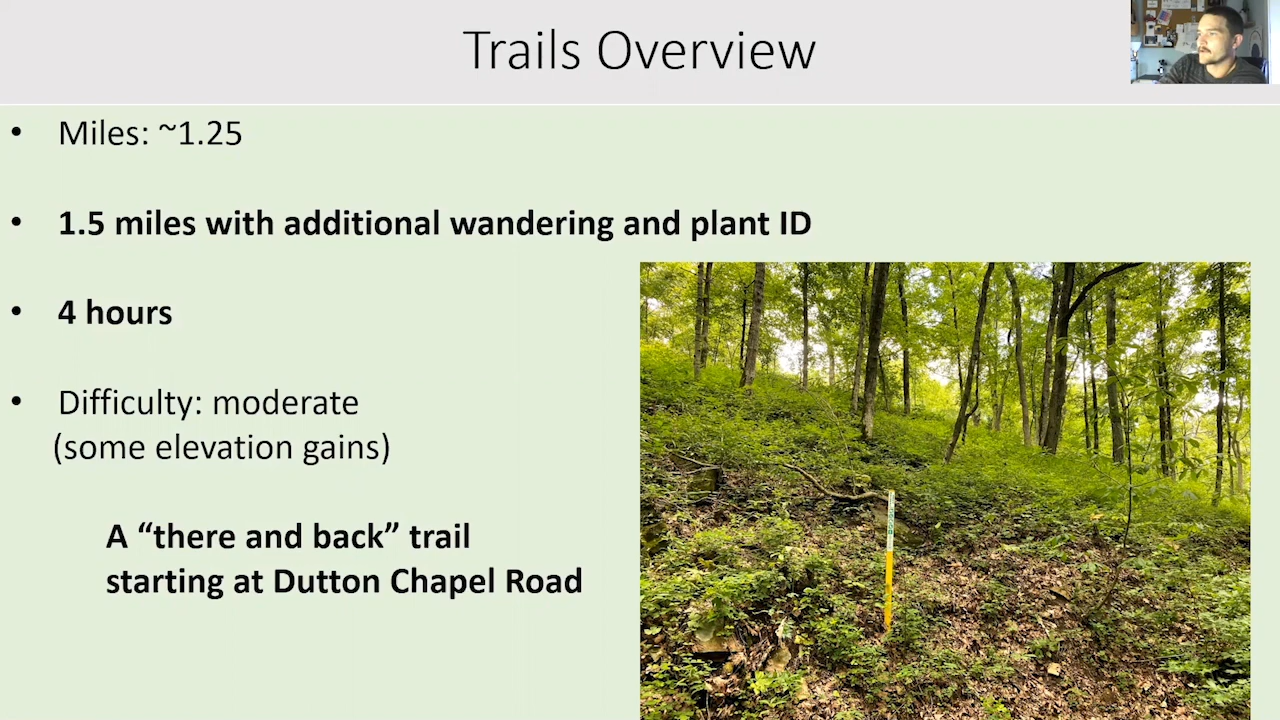 Trails Overview
• Miles: ~1.25
• 1.5 miles with additional wandering and plant ID
• 4 hours
• Difficulty: moderate
(some elevation gains)
A “there and back” trail
starting at Dutton Chapel Road